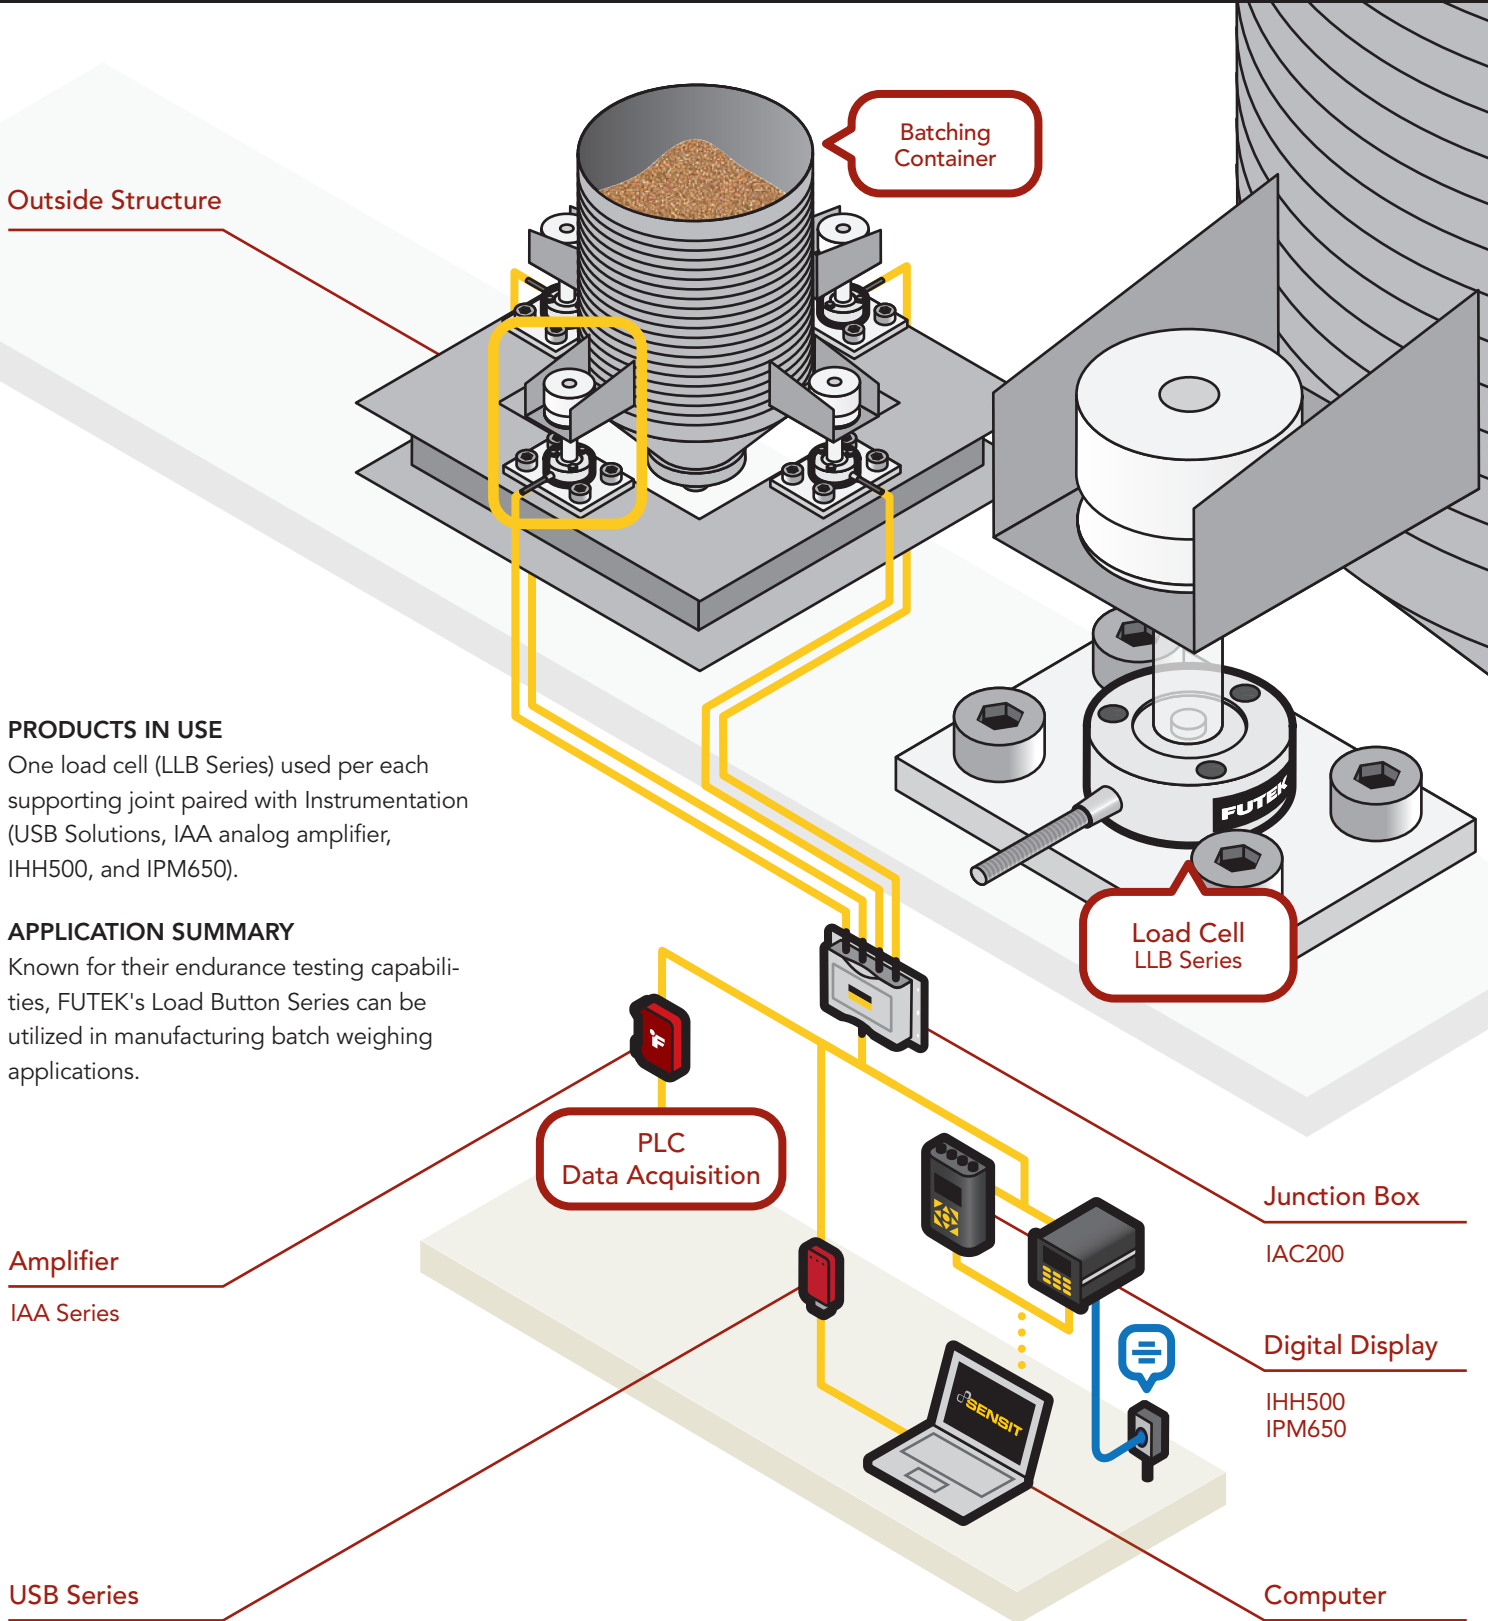 Batching
Container
Outside Structure
PRODUCTS IN USE
One load cell (LLB Series) used per each
supporting joint paired with Instrumentation
(USB Solutions, IAA analog amplifier,
IHH500, and IPM650).
APPLICATION SUMMARY
Known for their endurance testing capabili-
ties, FUTEK's Load Button Series can be
utilized in manufacturing batch weighing
applications.
FUTEK
Load Cell
LLB Series
F
PLC
Data Acquisition
Junction Box
IAC200
Amplifier
IAA Series
Digital Display
IHH500
IPM650
SENSIT
USB Series
Computer